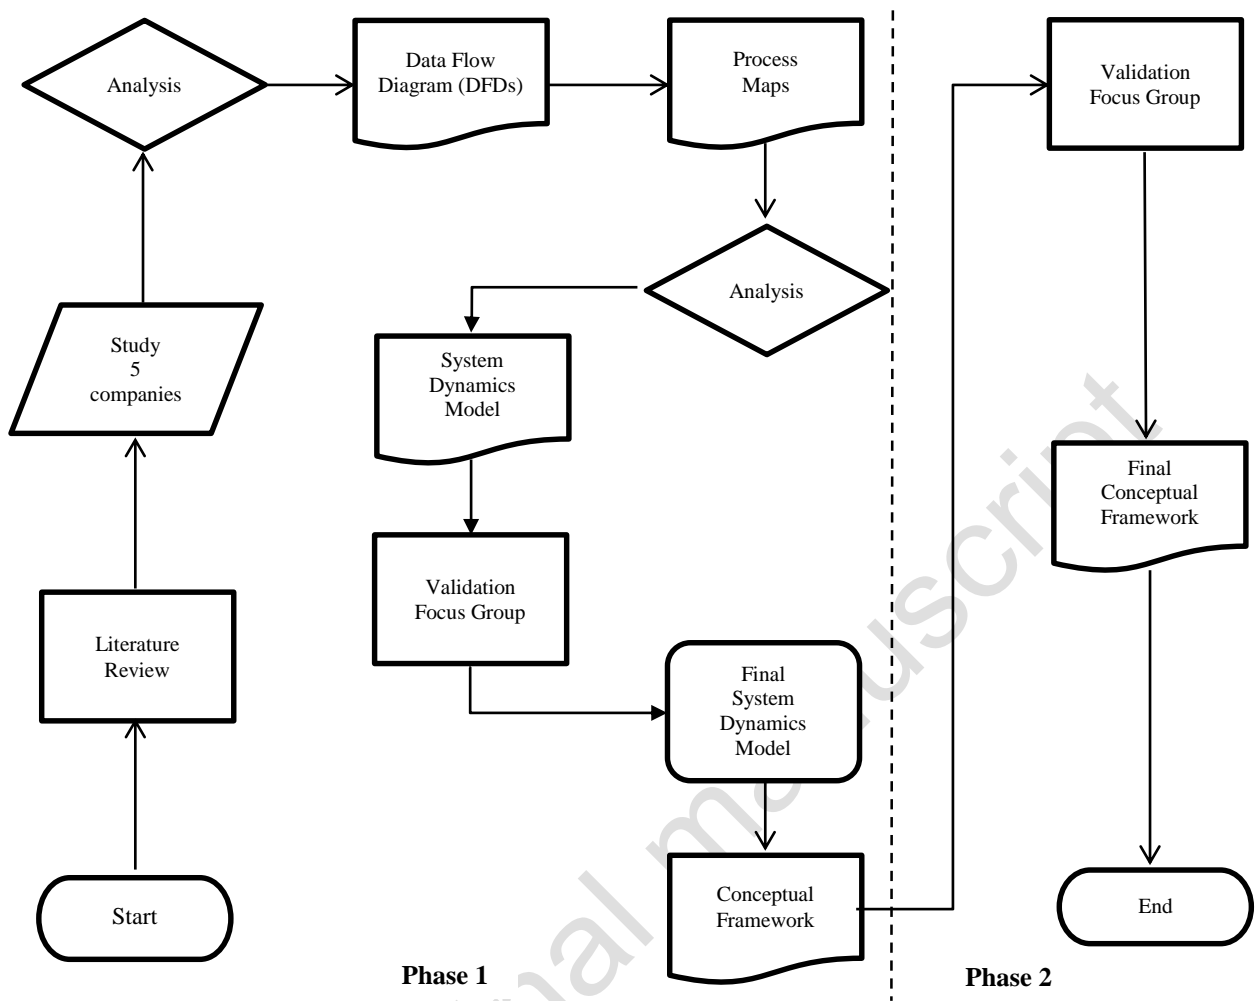 Analysis
Data Flow
Diagram (DFDs)
Process
Maps
Validation
Focus Group
Analysis
Study
5
companies
System
Dynamics
Model
Final
Conceptual
Framework
Validation
Focus Group
Literature
Review
Final
System
Dynamics
Model
Start
Conceptual
Framework
End
Phase 1
Phase 2